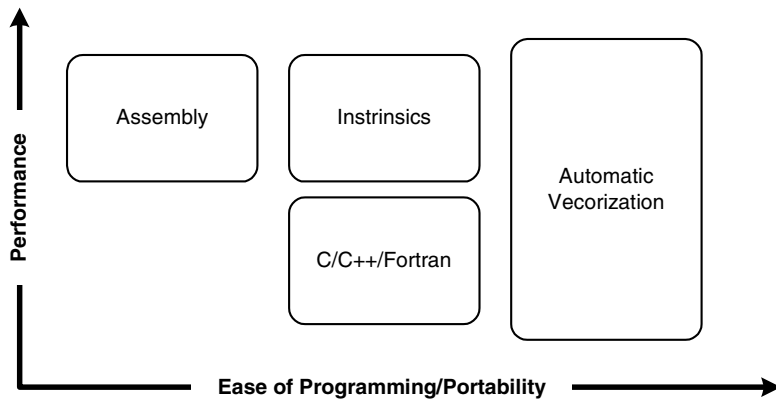 Performance
Assembly
Instrinsics
C/C++/Fortran
Automatic
Vecorization
Ease of Programming/Portability